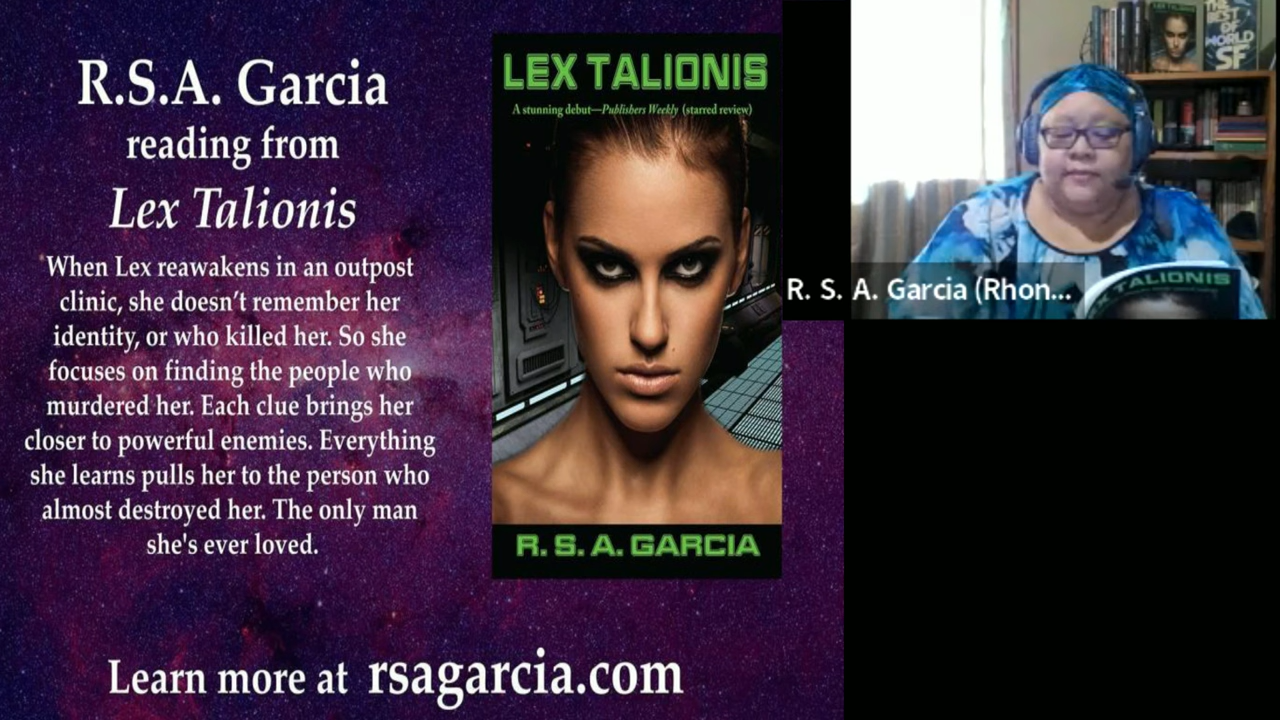 R.S.A. Garcia
reading from
Lex Talionis
When Lex reawakens in an outpost
clinic, she doesn’t remember her
identity, or who killed her. So she
focuses on finding the people who
murdered her. Each clue brings her
closer to powerful enemies. Everything
she learns pulls her to the person who
almost destroyed her. The only man
she's ever loved.
Learn more at rsagarcia.com
LEX TALIONIS
A stunning debut—Publishers Weekly (starred review)
R. S. A. GARCIA
LEX TALIONIS
THE BEST
OF
WORLD
SF
R. S. A. Garcia (Rhon...
X TALIONIS